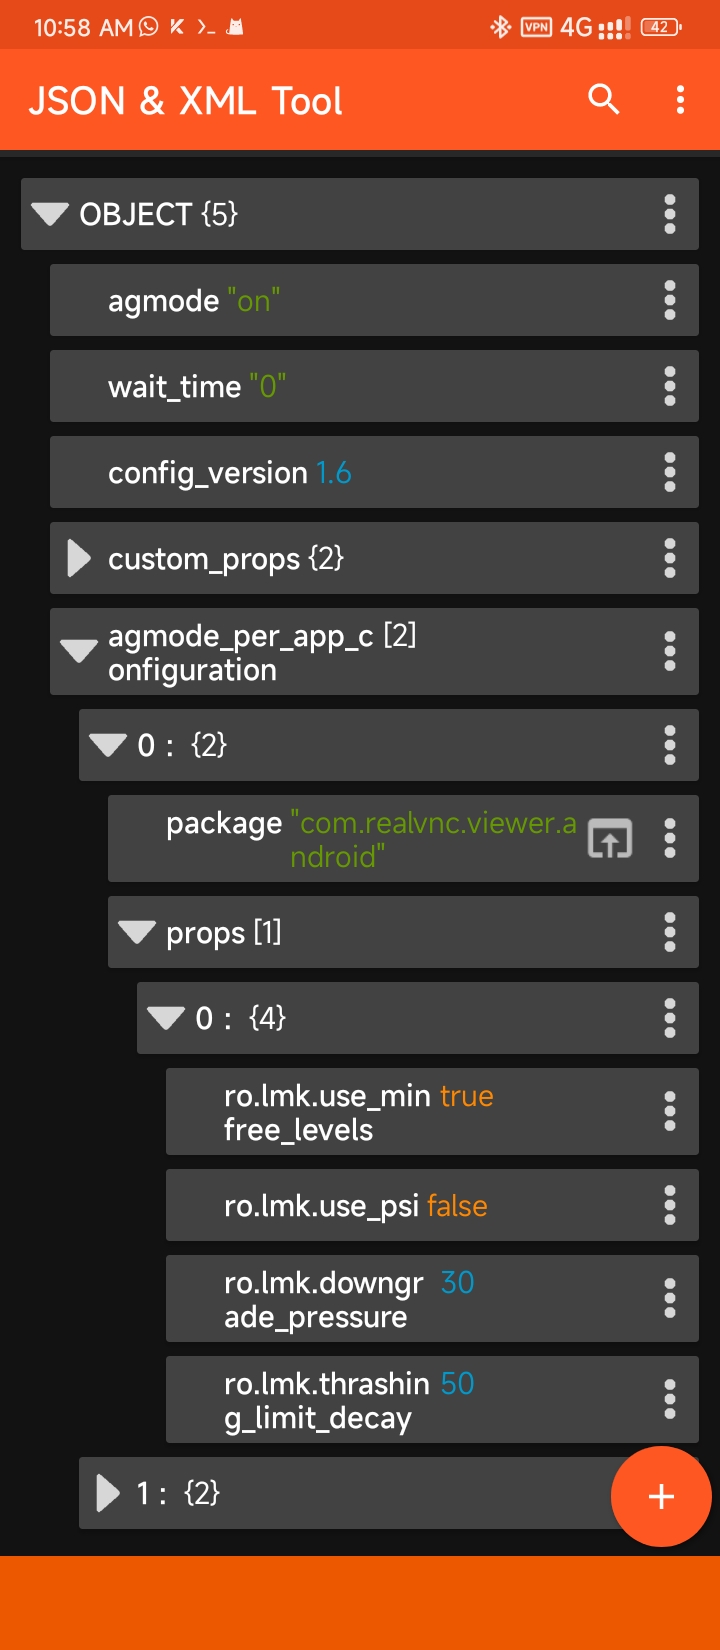 10:58 AM VPN 4G 42
JSON & XML Tool
OBJECT {5}
agmode "on"
wait_time "0"
config_version 1.6
custom_props {2}
agmode_per_app_c [2]
onfiguration
0 : {2}
package "com.realvnc.viewer.a
ndroid"
props [1]
0 : {4}
ro.lmk.use_min true
free_levels
ro.lmk.use_psi false
ro.lmk.downgr 30
ade_pressure
ro.lmk.thrashin 50
g_limit_decay
1 : {2}
+